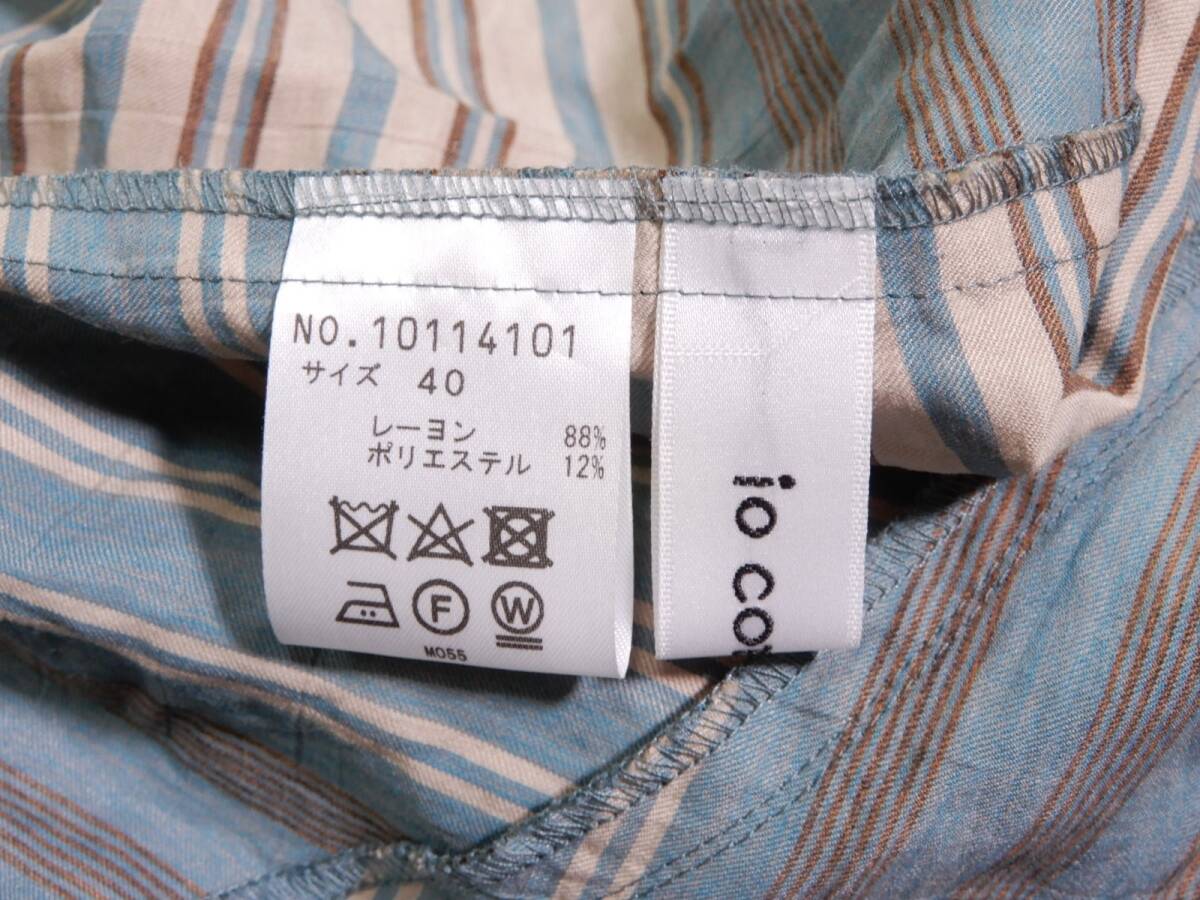 NO.10114101
サイズ 40
レーヨン 88%
ポリエステル 12%
F W
M055
io